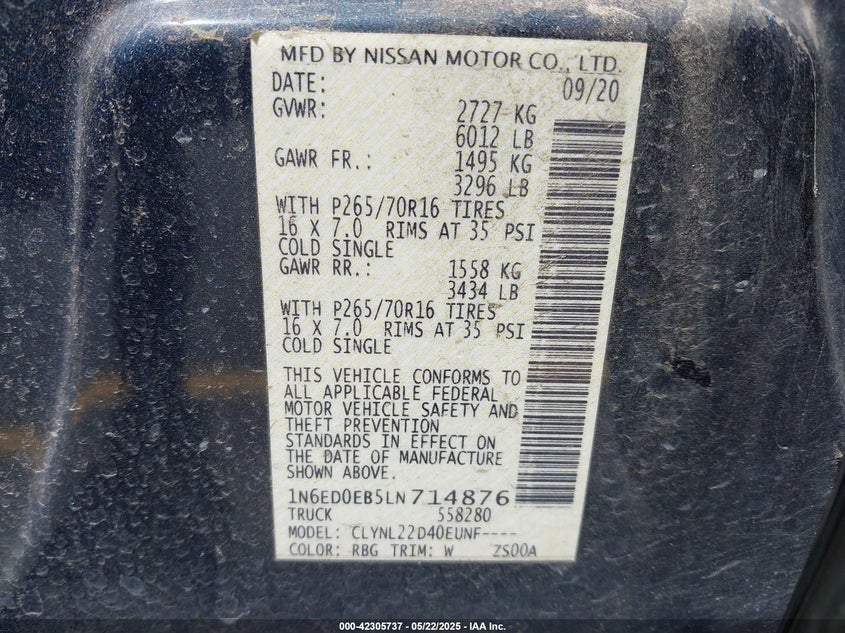 MFD BY NISSAN MOTOR CO., LTD.
DATE: 09/20
GVWR: 2727 KG
6012 LB
GAWR FR.: 1495 KG
3296 LB
WITH P265/70R16 TIRES
16 X 7.0 RIMS AT 35 PSI
COLD SINGLE
GAWR RR.: 1558 KG
3434 LB
WITH P265/70R16 TIRES
16 X 7.0 RIMS AT 35 PSI
COLD SINGLE
THIS VEHICLE CONFORMS TO
ALL APPLICABLE FEDERAL
MOTOR VEHICLE SAFETY AND
THEFT PREVENTION
STANDARDS IN EFFECT ON
THE DATE OF MANUFACTURE
SHOWN ABOVE.
1N6ED0EB5LN714876
TRUCK 558280
MODEL: CLYNL22D40EUNF----
COLOR: RBG TRIM: W ZS00A
000-42305737 - 05/22/2025 - IAA Inc.